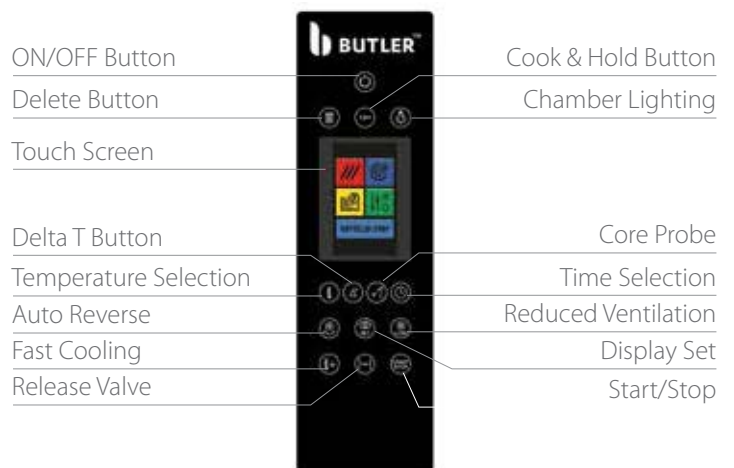 BUTLER™
ON/OFF Button
Cook & Hold Button
Delete Button
Chamber Lighting
Touch Screen
Delta T Button
Core Probe
Temperature Selection
Time Selection
Auto Reverse
Reduced Ventilation
Fast Cooling
Display Set
Release Valve
Start/Stop